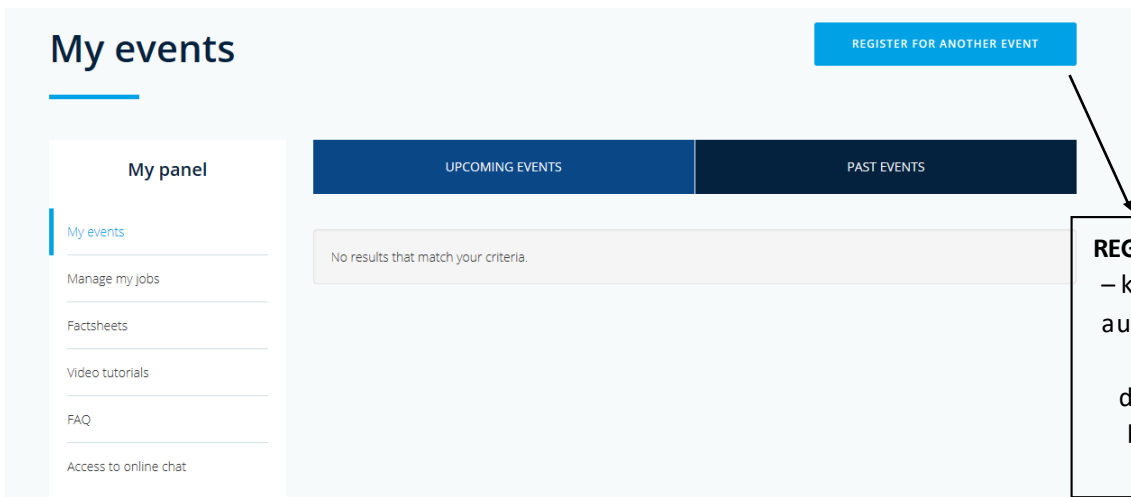 My events
REGISTER FOR ANOTHER EVENT
My panel
My events
Manage my jobs
Factsheets
Video tutorials
FAQ
Access to online chat
UPCOMING EVENTS
PAST EVENTS
No results that match your criteria.